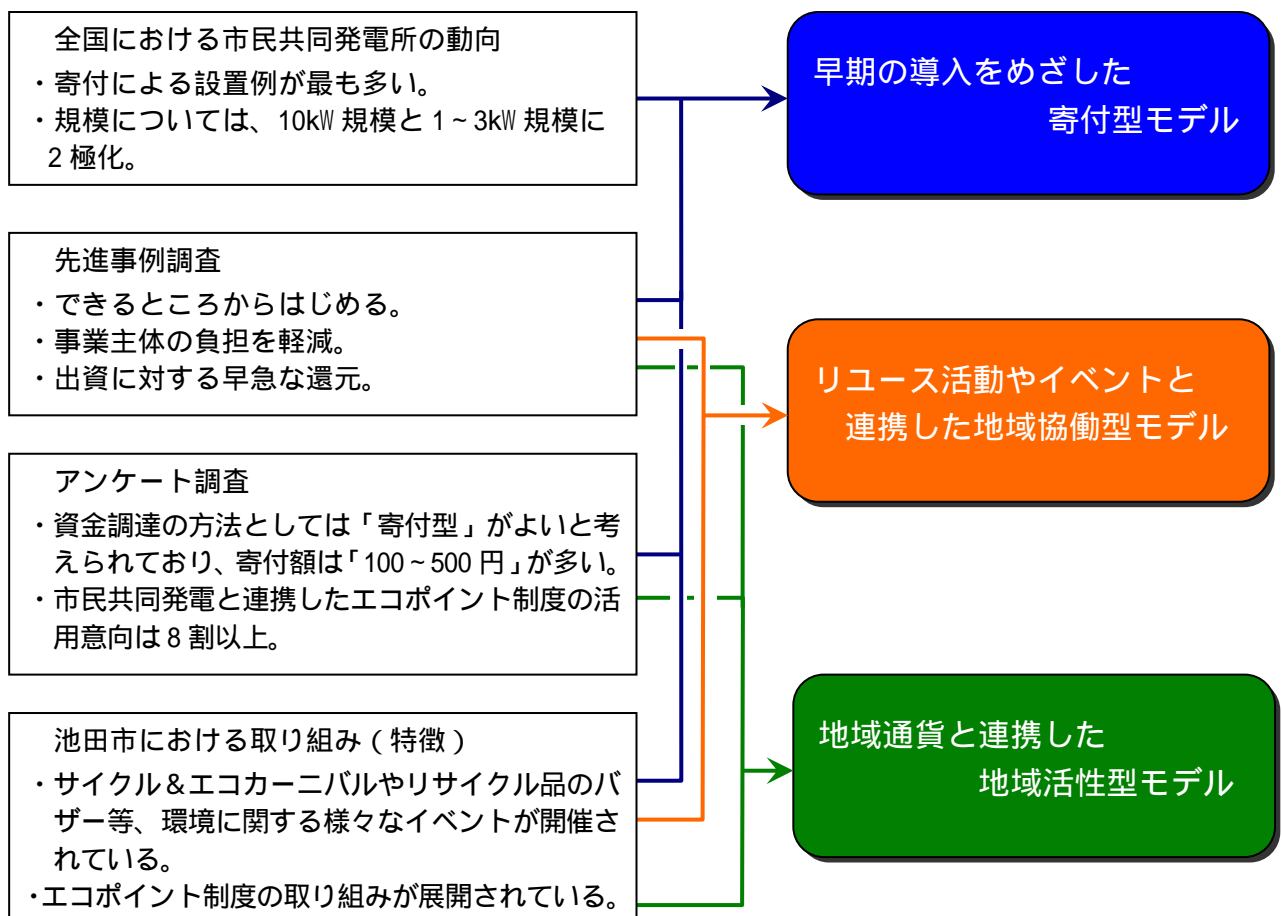 全国における市民共同発電所の動向
・寄付による設置例が最も多い。
・規模については、10kW 規模と 1～3kW 規模に
2 極化。
先進事例調査
・できるところからはじめる。
・事業主体の負担を軽減。
・出資に対する早急な還元。
アンケート調査
・資金調達の方法としては「寄付型」がよいと考
えられており、寄付額は「100～500 円」が多い。
・市民共同発電と連携したエコポイント制度の活
用意向は 8 割以上。
池田市における取り組み（特徴）
・サイクル＆エコカーニバルやリサイクル品のバ
ザー等、環境に関する様々なイベントが開催さ
れている。
・エコポイント制度の取り組みが展開されている。
早期の導入をめざした
寄付型モデル
リユース活動やイベントと
連携した地域協働型モデル
地域通貨と連携した
地域活性型モデル